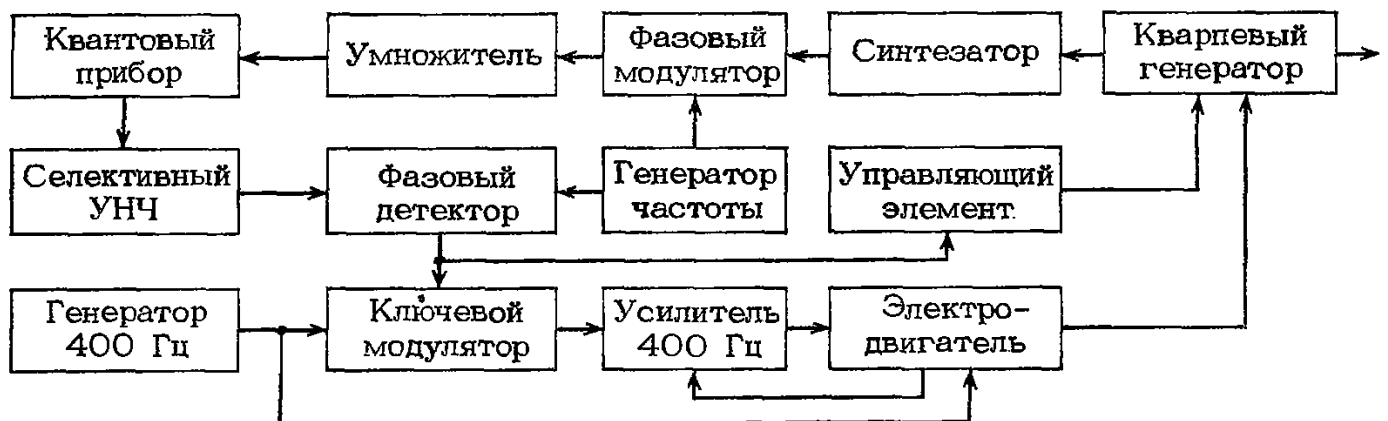 Квантовый
прибор
Умножитель
Фазовый
модулятор
Синтезатор
Кварпевый
генератор
Селективный
УНЧ
Фазовый
детектор
Генератор
частоты
Управляющий
элемент
Генератор
400 Гц
Ключевой
модулятор
Усилитель
400 Гц
Электро-
двигатель